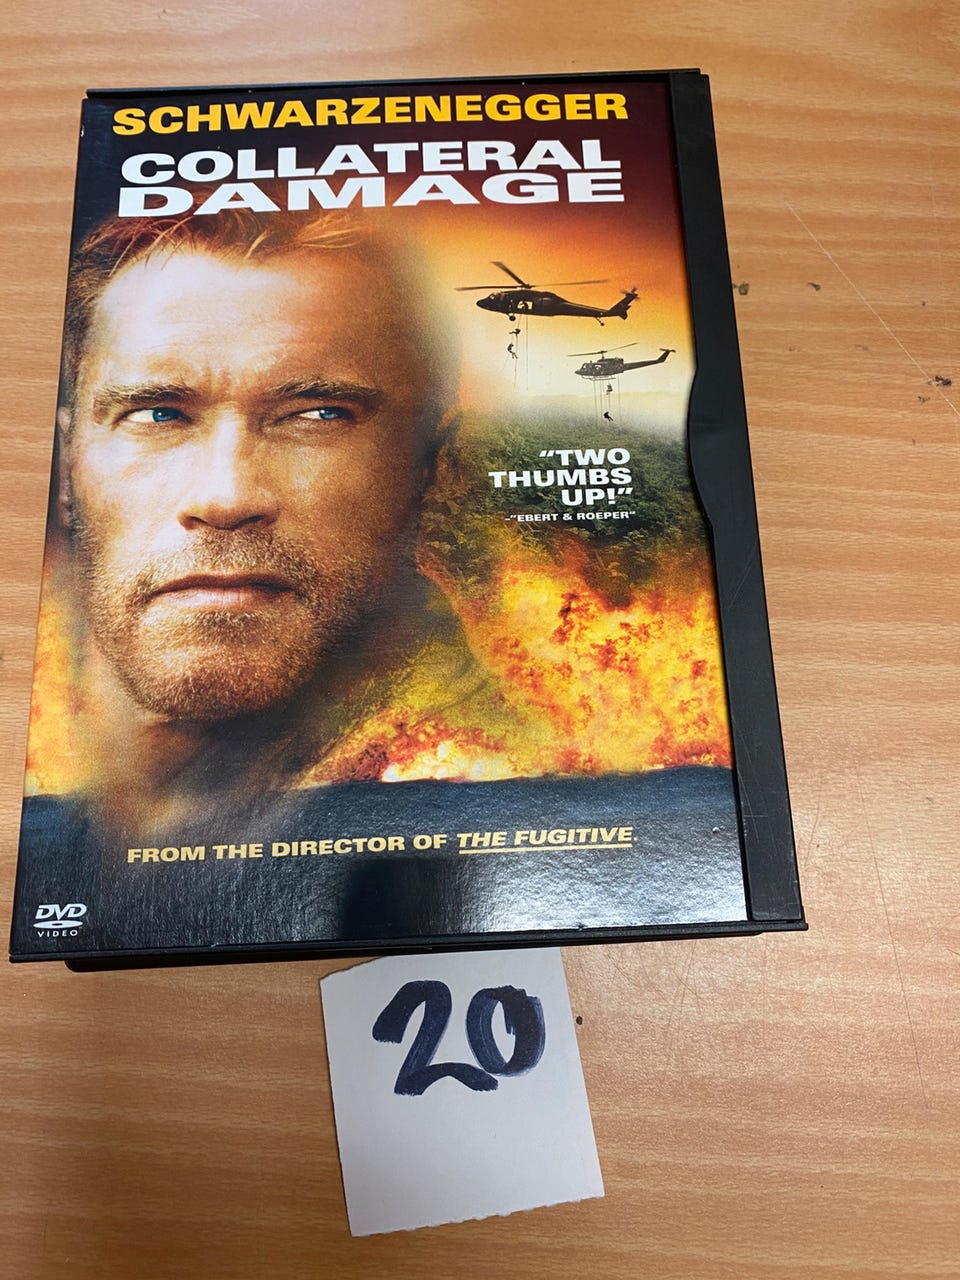 SCHWARZENEGGER
COLLATERAL
DAMAGE
“TWO
THUMBS
UP!”
–“EBERT & ROEPER”
FROM THE DIRECTOR OF THE FUGITIVE
DVD
VIDEO
20